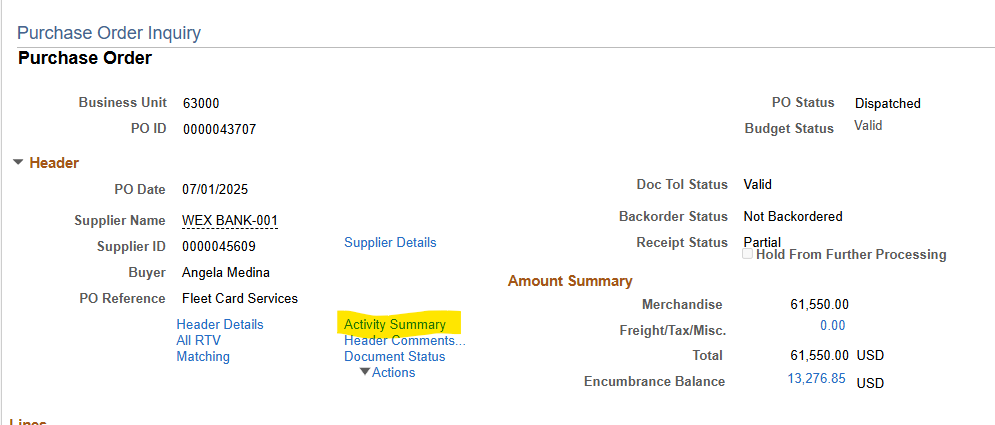 Purchase Order Inquiry
Purchase Order
Business Unit 63000 PO Status Dispatched
PO ID 0000043707 Budget Status Valid
Header
PO Date 07/01/2025 Doc Tol Status Valid
Supplier Name WEX BANK-001 Backorder Status Not Backordered
Supplier ID 0000045609 Supplier Details Receipt Status Partial
Hold From Further Processing
Buyer Angela Medina
Amount Summary
PO Reference Fleet Card Services Merchandise 61,550.00
Header Details Activity Summary Freight/Tax/Misc. 0.00
All RTV Header Comments...
Matching Document Status Total 61,550.00 USD
Actions
Encumbrance Balance 13,276.85 USD
Lines